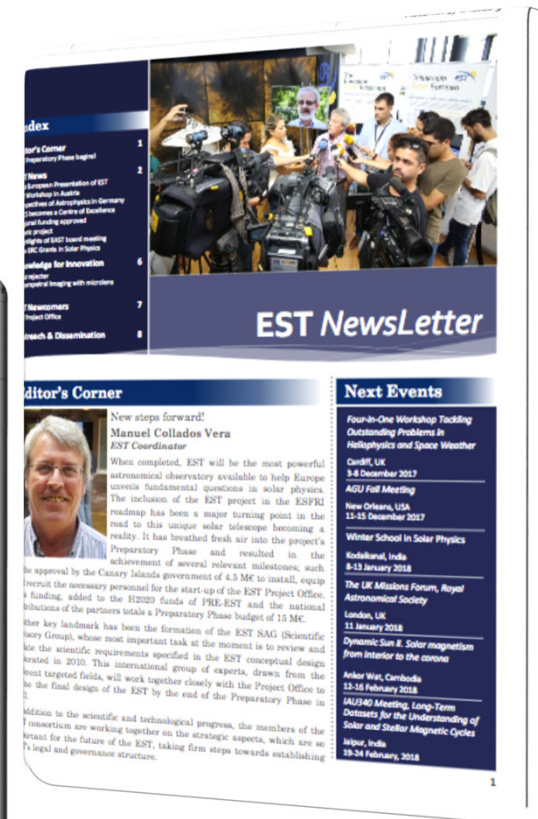 ndex
tor's Corner 1
Preparatory Phase begins!
News 2
European Presentation of EST
Workshop in Austria
pectives of Astrophysics in Germany
becomes a Centre of Excellence
onal funding approved
project
lights of EAST board meeting
ERC Grants in Solar Physics
wledge for Innovation 6
rejecter
ropetral imaging with microlens
Newcomers 7
Project Office
treach & Dissemination 8
EST NewsLetter
ditor's Corner
New steps forward!
Manuel Collados Vera
EST Coordinator
When completed, EST will be the most powerful
astronomical observatory available to help Europe
unveils fundamental questions in solar physics.
The inclusion of the EST project in the ESFRI
roadmap has been a major turning point in the
road to this unique solar telescope becoming a
reality. It has breathed fresh air into the project's
Preparatory Phase and resulted in the
achievement of several relevant milestones, such
he approval by the Canary Islands government of 4.5 M€ to install, equip
recruit the necessary personnel for the start-up of the EST Project Office.
funding, added to the H2020 funds of PRE-EST and the national
tributions of the partners totals a Preparatory Phase budget of 15 M€.
ther key landmark has been the formation of the EST SAG (Scientific
isory Group), whose most important task at the moment is to review and
ate the scientific requirements specified in the EST conceptual design
erated in 2010. This international group of experts, drawn from the
erent targeted fields, will work together closely with the Project Office to
e the final design of the EST by the end of the Preparatory Phase in
1.
ddition to the scientific and technological progress, the members of the
consortium are working together on the strategic aspects, which are so
ortant for the future of the EST, taking firm steps towards establishing
's legal and governance structure.
Next Events
Four-in-One Workshop Tackling
Outstanding Problems in
Heliophysics and Space Weather
Cardiff, UK
3-8 December 2017
AGU Fall Meeting
New Orleans, USA
11-15 December 2017
Winter School in Solar Physics
Kodaikanal, India
8-13 January 2018
The UK Missions Forum, Royal
Astronomical Society
London, UK
11 January 2018
Dynamic Sun II. Solar magnetism
from interior to the corona
Ankor Wat, Cambodia
12-16 February 2018
IAU340 Meeting, Long-Term
Datasets for the Understanding of
Solar and Stellar Magnetic Cycles
Jaipur, India
19-24 February, 2018
1